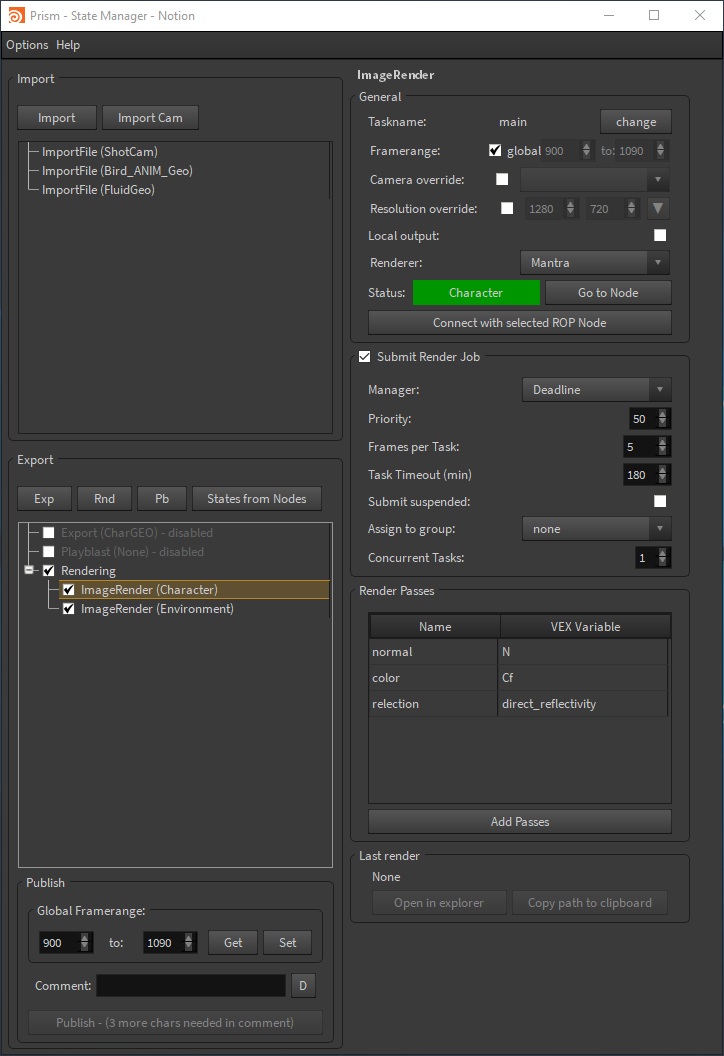 Prism - State Manager - Notion
Options Help
Import
Import Import Cam
ImportFile (ShotCam)
ImportFile (Bird_ANIM_Geo)
ImportFile (FluidGeo)
Export
Exp Rnd Pb States from Nodes
Export (CharGEO) - disabled
Playblast (None) - disabled
Rendering
ImageRender (Character)
ImageRender (Environment)
Publish
Global Framerange:
900 to: 1090 Get Set
Comment: D
Publish - (3 more chars needed in comment)
ImageRender
General
Taskname: main change
Framerange: global 900 to: 1090
Camera override:
Resolution override: 1280 720
Local output:
Renderer: Mantra
Status: Character Go to Node
Connect with selected ROP Node
Submit Render Job
Manager: Deadline
Priority: 50
Frames per Task: 5
Task Timeout (min) 180
Submit suspended:
Assign to group: none
Concurrent Tasks: 1
Render Passes
Name VEX Variable
normal N
color Cf
relection direct_reflectivity
Add Passes
Last render
None
Open in explorer Copy path to clipboard